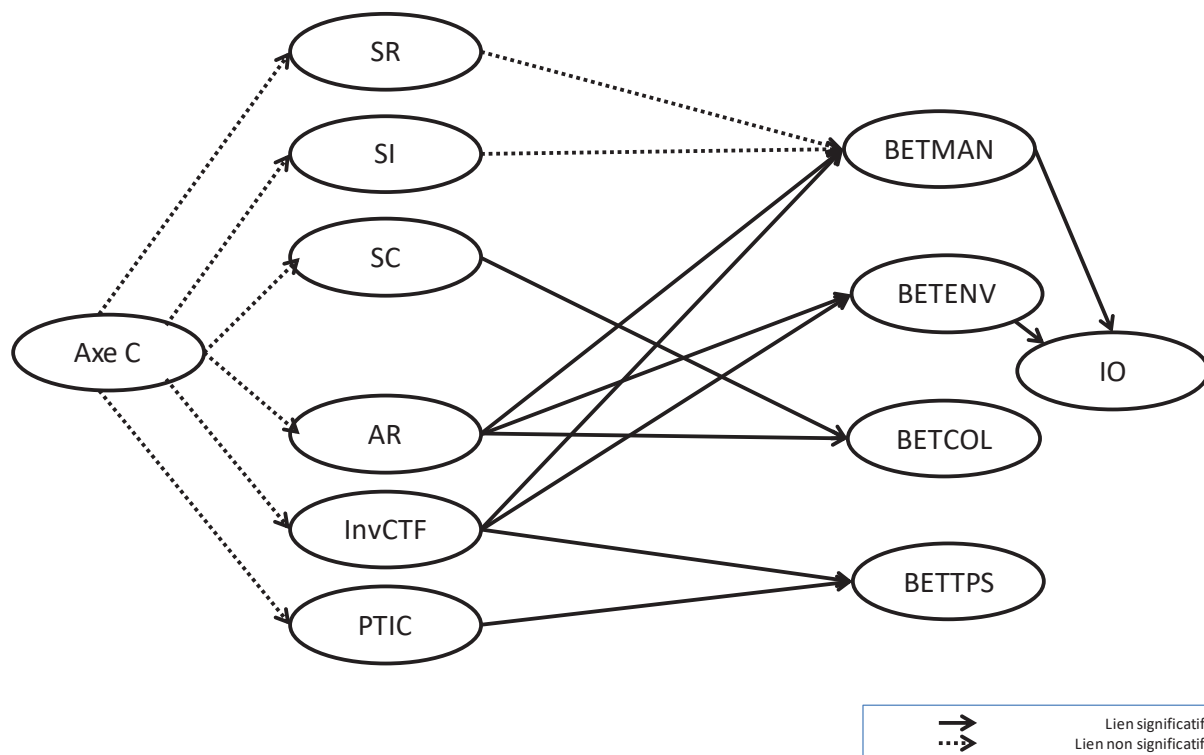 SR
SI
BETMAN
SC
BETENV
Axe C
IO
AR
BETCOL
InvCTF
BETTPS
PTIC
Lien significatif
Lien non significatif